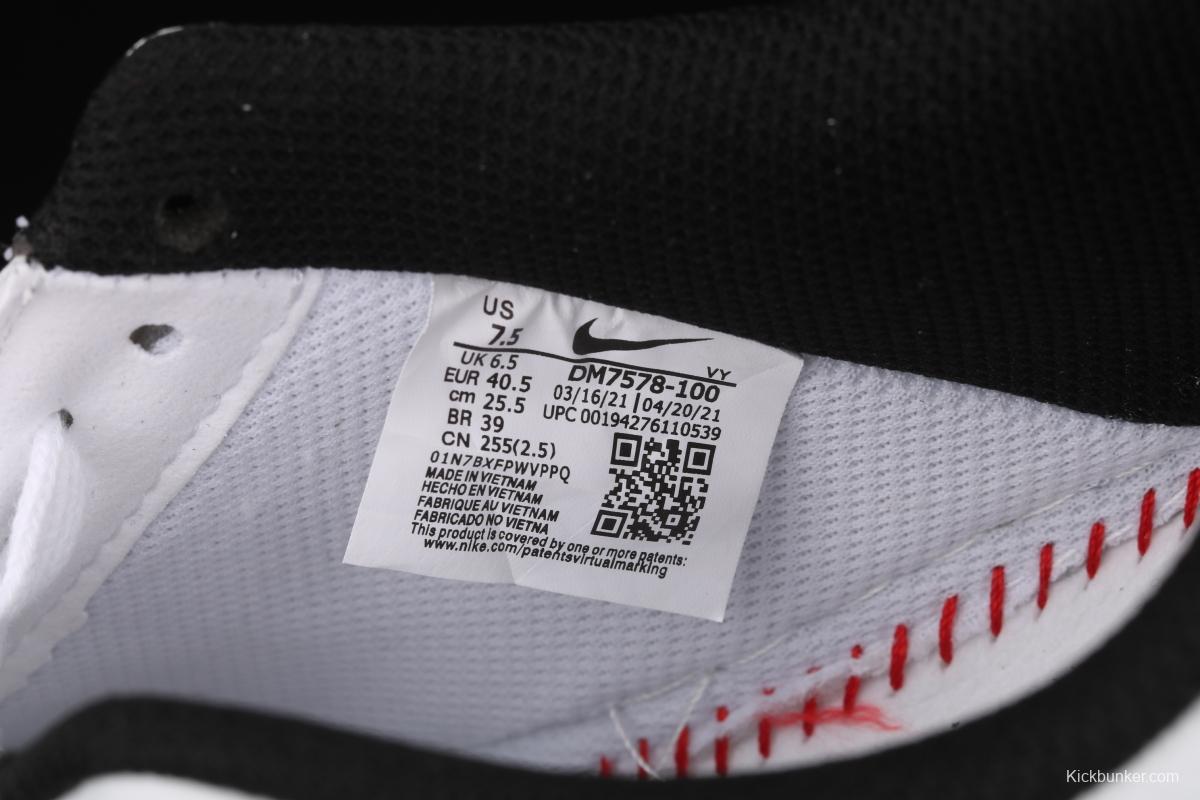 US
7.5
VY
UK 6.5
DM7578-100
EUR 40.5
03/16/21 | 04/20/21
cm 25.5
UPC 00194276110539
BR 39
CN 255(2.5)
01N7BXFPWVPPQ
MADE IN VIETNAM
HECHO EN VIETNAM
FABRIQUE AU VIETNAM
FABRICADO NO VIETNA
This product is covered by one or more patents:
www.nike.com/patentsvirtualmarking
Kickbunker.com